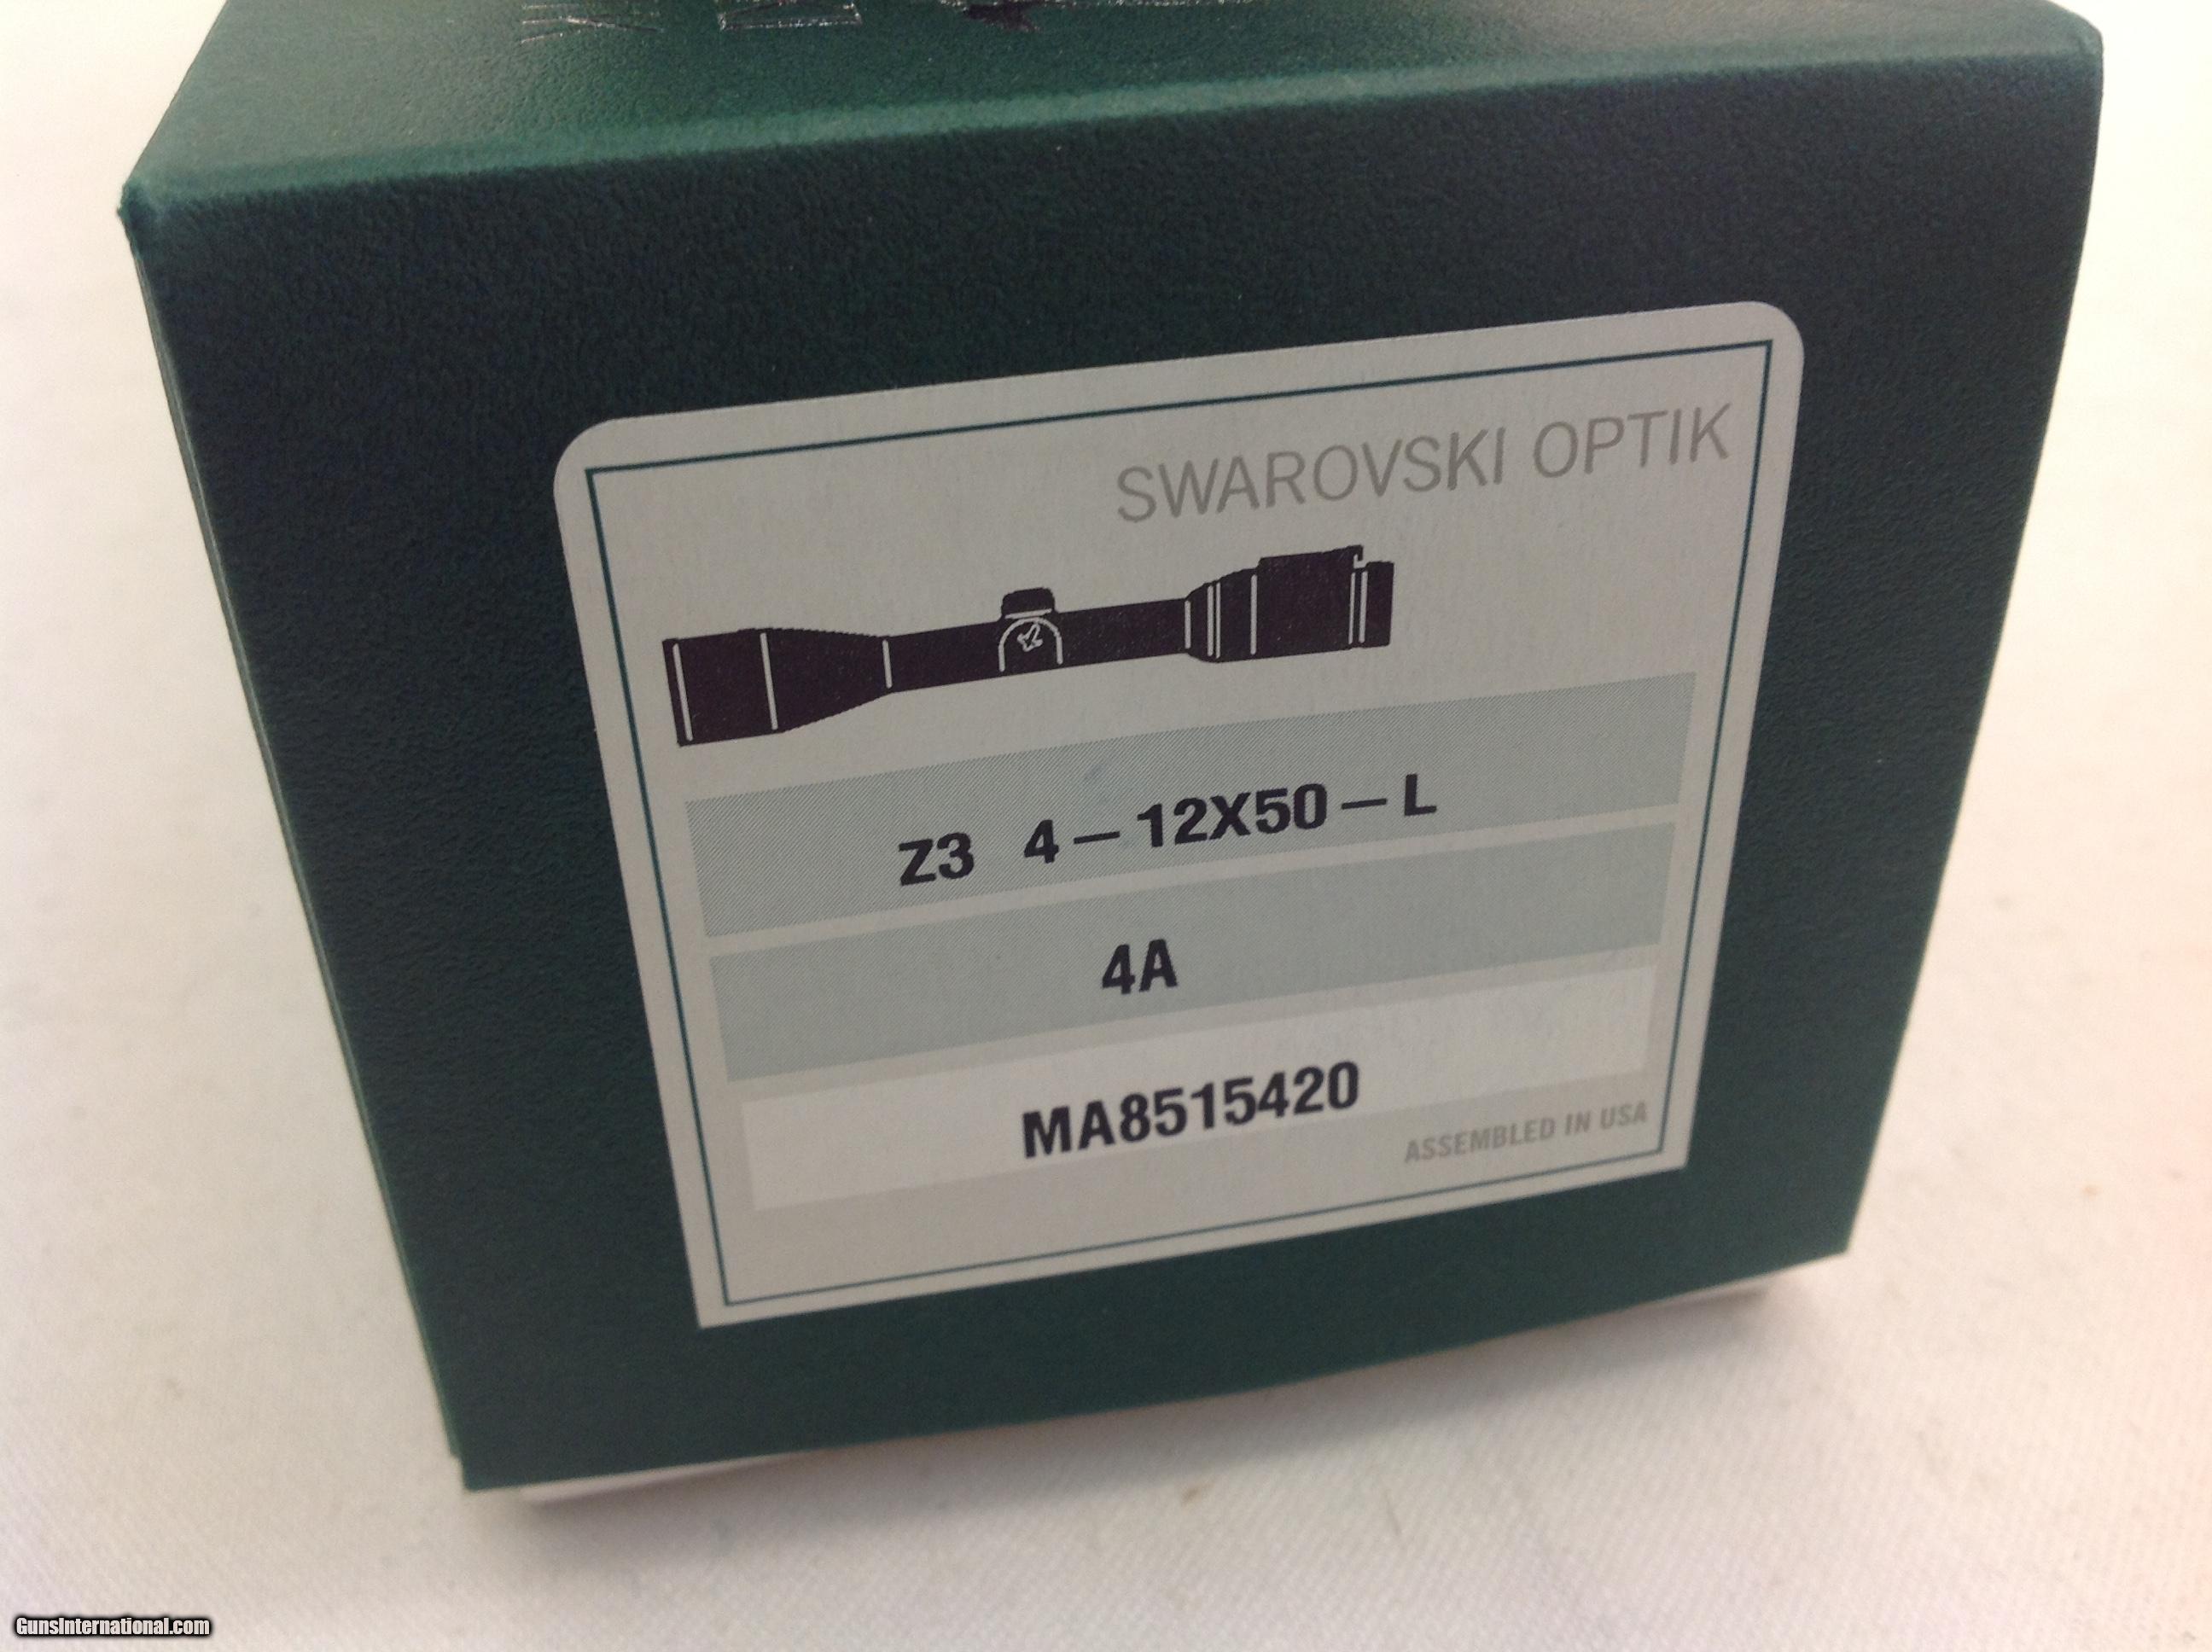 SWAROVSKI OPTIK
Z3 4–12X50–L
4A
MA8515420
ASSEMBLED IN USA
GunsInternational.com